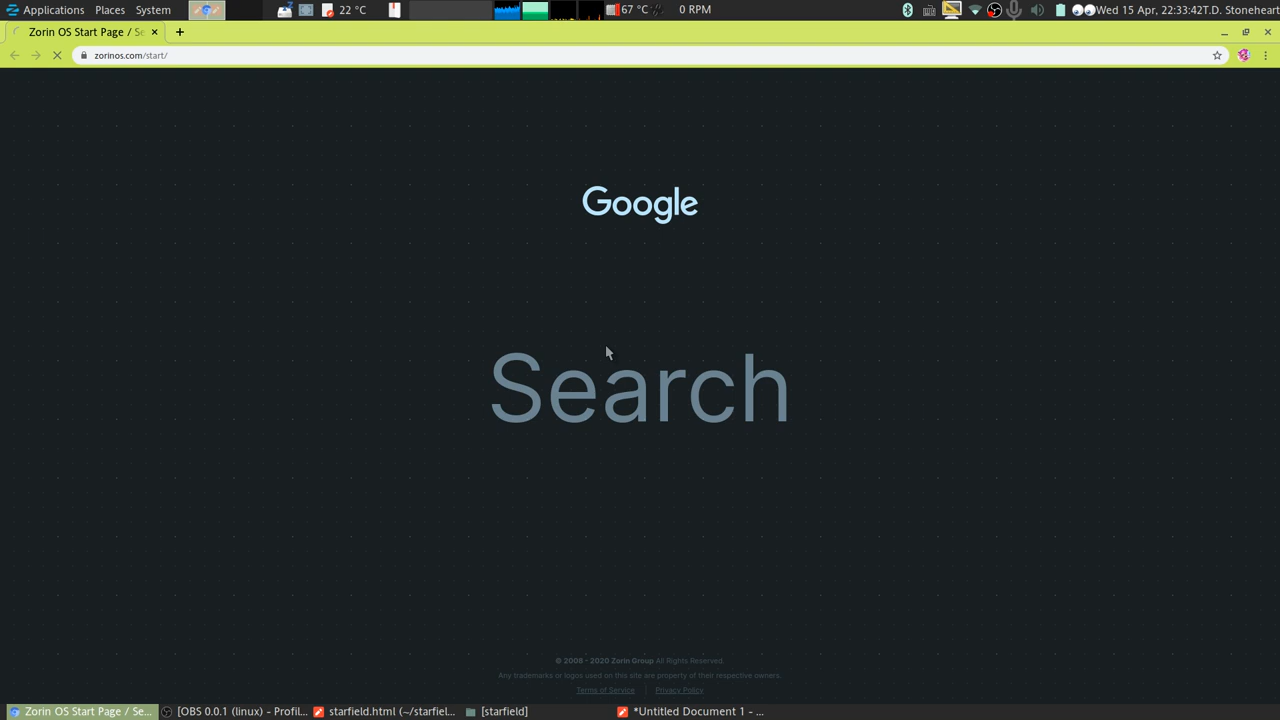 Applications Places System 22 °C 67 °C 0 RPM Wed 15 Apr, 22:33:42 T.D. Stoneheart
Zorin OS Start Page / Se
zorinos.com/start/
Google
Search
© 2008 - 2020 Zorin Group All Rights Reserved.
Any trademarks or logos used on this site are property of their respective owners.
Terms of Service | Privacy Policy
Zorin OS Start Page / Se... [OBS 0.0.1 (linux) - Profil... starfield.html (~/starfiel... [starfield] *Untitled Document 1 - ...